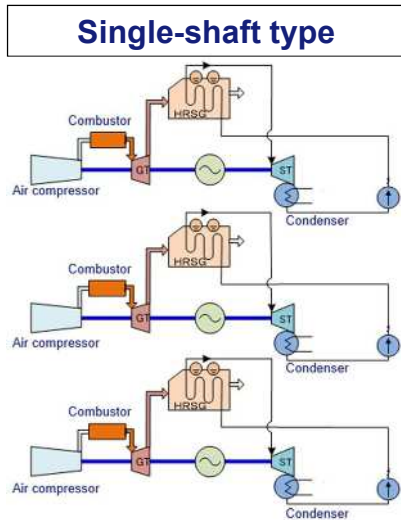 Single-shaft type
HRSG
Combustor
GT
ST
Air compressor
Condenser
HRSG
Combustor
GT
ST
Air compressor
Condenser
HRSG
Combustor
GT
ST
Air compressor
Condenser